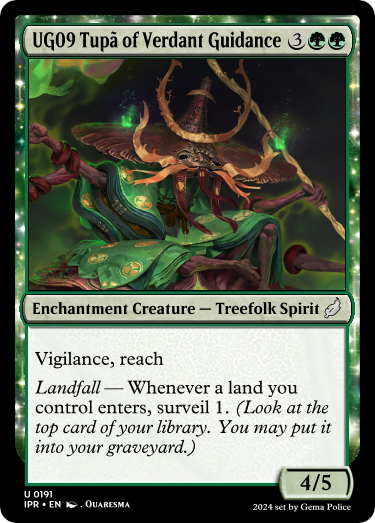 UG09 Tupã of Verdant Guidance 3
Enchantment Creature — Treefolk Spirit
Vigilance, reach
Landfall — Whenever a land you
control enters, surveil 1. (Look at the
top card of your library. You may put it
into your graveyard.)
4/5
U 0191
IPR • EN Quaresma
2024 set by Gema Police